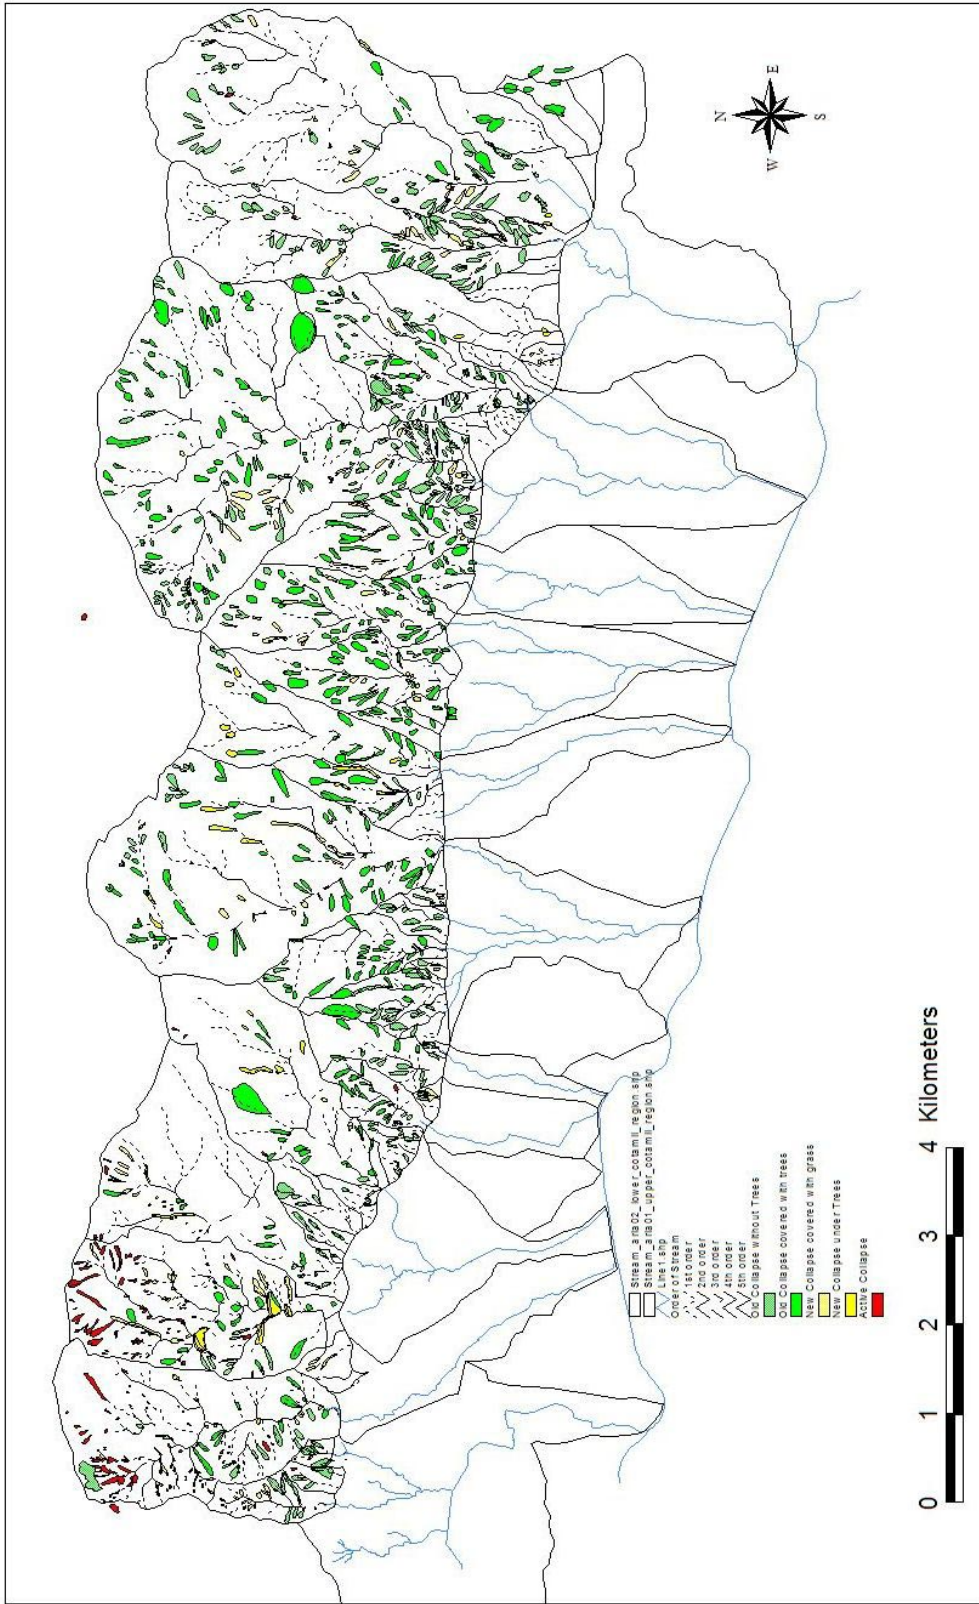 N
E
W
S
Stream_aria02_lower_cotamil_region.shp
Stream_aria01_upper_cotamil_region.shp
Line1.shp
Order of Stream
1st order
2nd order
3rd order
4th order
5th order
Old Collapse without Trees
Old Collapse covered with trees
New Collapse covered with grass
New Collapse under Trees
Active Collapse
0 1 2 3 4 Kilometers